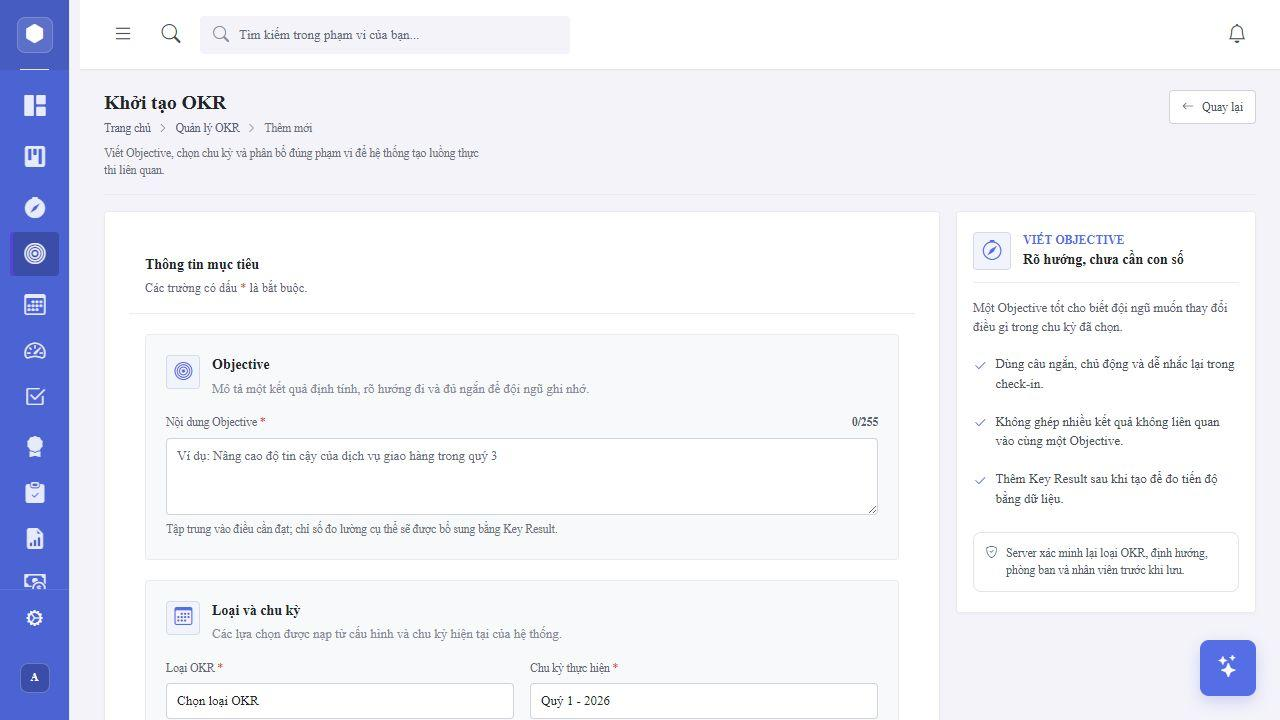 Tìm kiếm trong phạm vi của bạn...
Khởi tạo OKR
Trang chủ > Quản lý OKR > Thêm mới
Viết Objective, chọn chu kỳ và phân bổ đúng phạm vi để hệ thống tạo luồng thực
thi liên quan.
← Quay lại
Thông tin mục tiêu
Các trường có dấu * là bắt buộc.
Objective
Mô tả một kết quả định tính, rõ hướng đi và đủ ngắn để đội ngũ ghi nhớ.
Nội dung Objective * 0/255
Ví dụ: Nâng cao độ tin cậy của dịch vụ giao hàng trong quý 3
Tập trung vào điều cần đạt; chỉ số đo lường cụ thể sẽ được bổ sung bằng Key Result.
Loại và chu kỳ
Các lựa chọn được nạp từ cấu hình và chu kỳ hiện tại của hệ thống.
Loại OKR * Chu kỳ thực hiện *
Chọn loại OKR Quý 1 - 2026
VIẾT OBJECTIVE
Rõ hướng, chưa cần con số
Một Objective tốt cho biết đội ngũ muốn thay đổi
điều gì trong chu kỳ đã chọn.
Dùng câu ngắn, chủ động và dễ nhắc lại trong
check-in.
Không ghép nhiều kết quả không liên quan
vào cùng một Objective.
Thêm Key Result sau khi tạo để đo tiến độ
bằng dữ liệu.
Server xác minh lại loại OKR, định hướng,
phòng ban và nhân viên trước khi lưu.
A